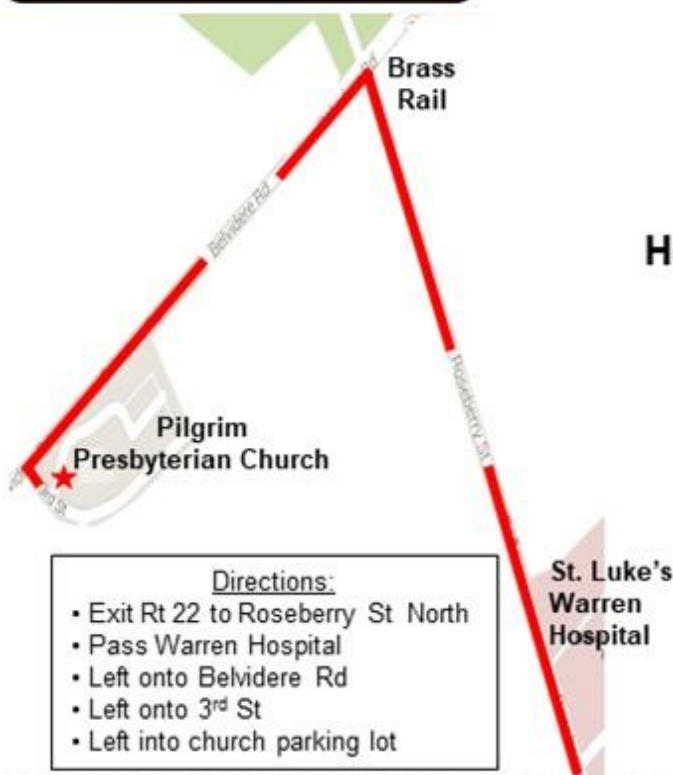 Brass
Rail
Belvidere Rd
H
Roseberry St
Pilgrim
Presbyterian Church
St. Luke's
Warren
Hospital
Directions:
• Exit Rt 22 to Roseberry St North
• Pass Warren Hospital
• Left onto Belvidere Rd
• Left onto 3rd St
• Left into church parking lot